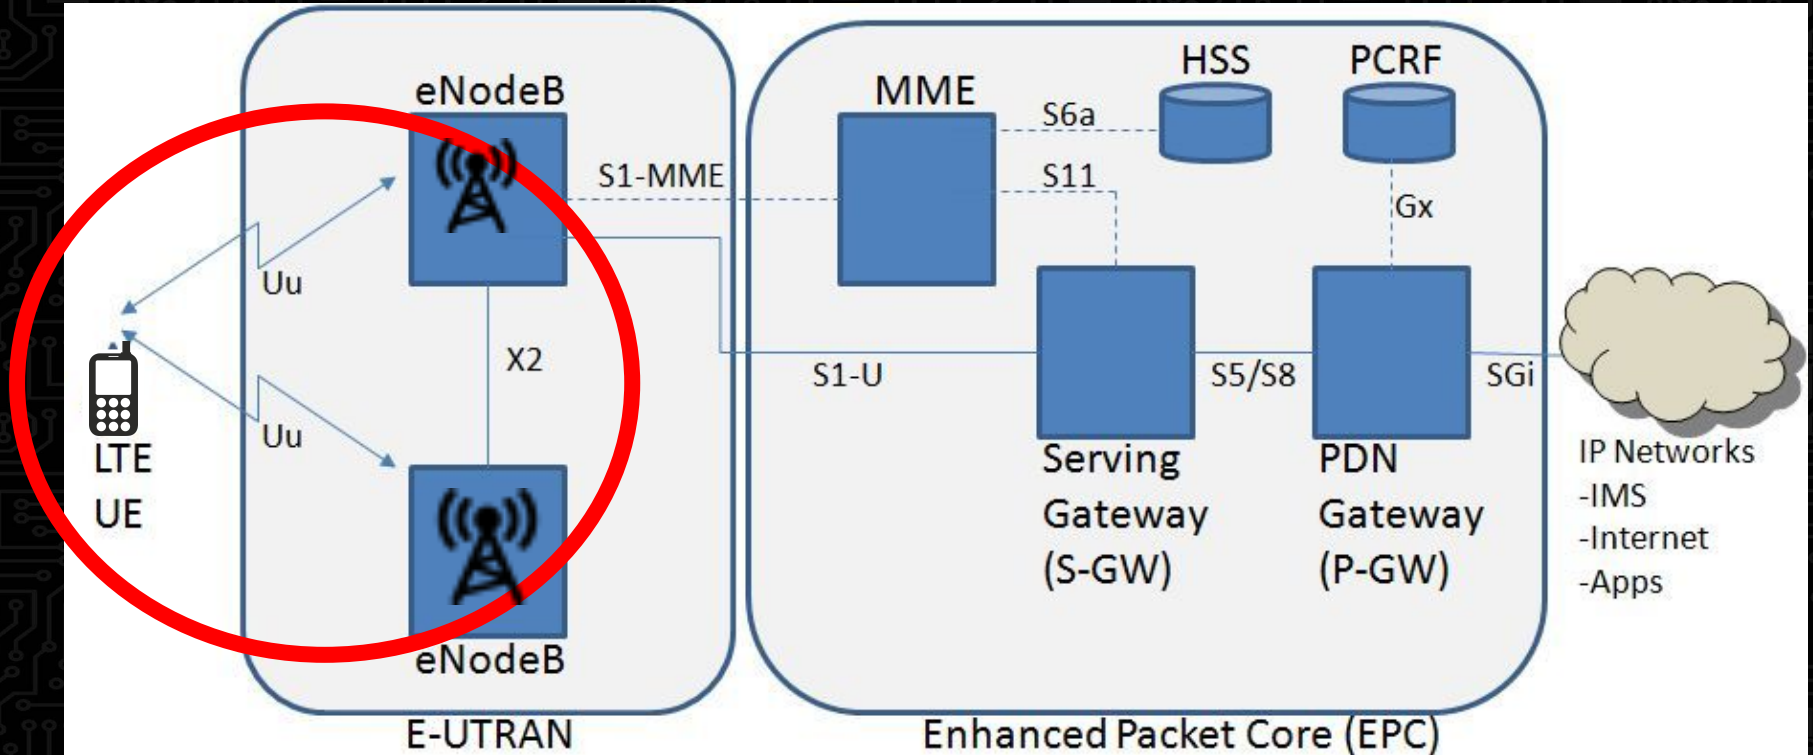 eNodeB
MME
HSS
PCRF
S6a
S1-MME
S11
Gx
Uu
X2
S1-U
S5/S8
SGi
Uu
LTE
UE
Serving
Gateway
(S-GW)
PDN
Gateway
(P-GW)
IP Networks
-IMS
-Internet
-Apps
eNodeB
E-UTRAN
Enhanced Packet Core (EPC)